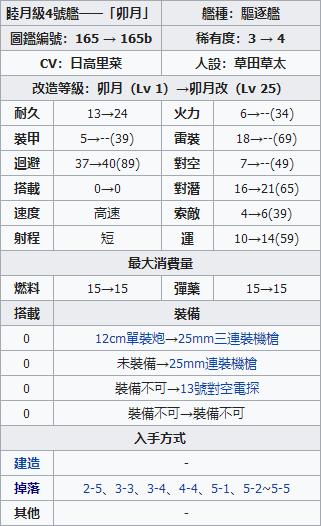 睦月級4號艦——「卯月」 艦種：驅逐艦
圖鑑編號：165 → 165b 稀有度：3 → 4
CV：日高里菜 人設：草田草太
改造等級：卯月（Lv 1）→卯月改（Lv 25）
耐久 13→24 火力 6→--(34)
裝甲 5→--(39) 雷裝 18→--(69)
迴避 37→40(89) 對空 7→--(49)
搭載 0→0 對潛 16→21(65)
速度 高速 索敵 4→6(39)
射程 短 運 10→14(59)
最大消費量
燃料 15→15 彈藥 15→15
搭載 裝備
0 12cm單裝炮→25mm三連裝機槍
0 未裝備→25mm連裝機槍
0 裝備不可→13號對空電探
0 裝備不可→裝備不可
入手方式
建造 -
掉落 2-5、3-3、3-4、4-4、5-1、5-2~5-5
其他 -